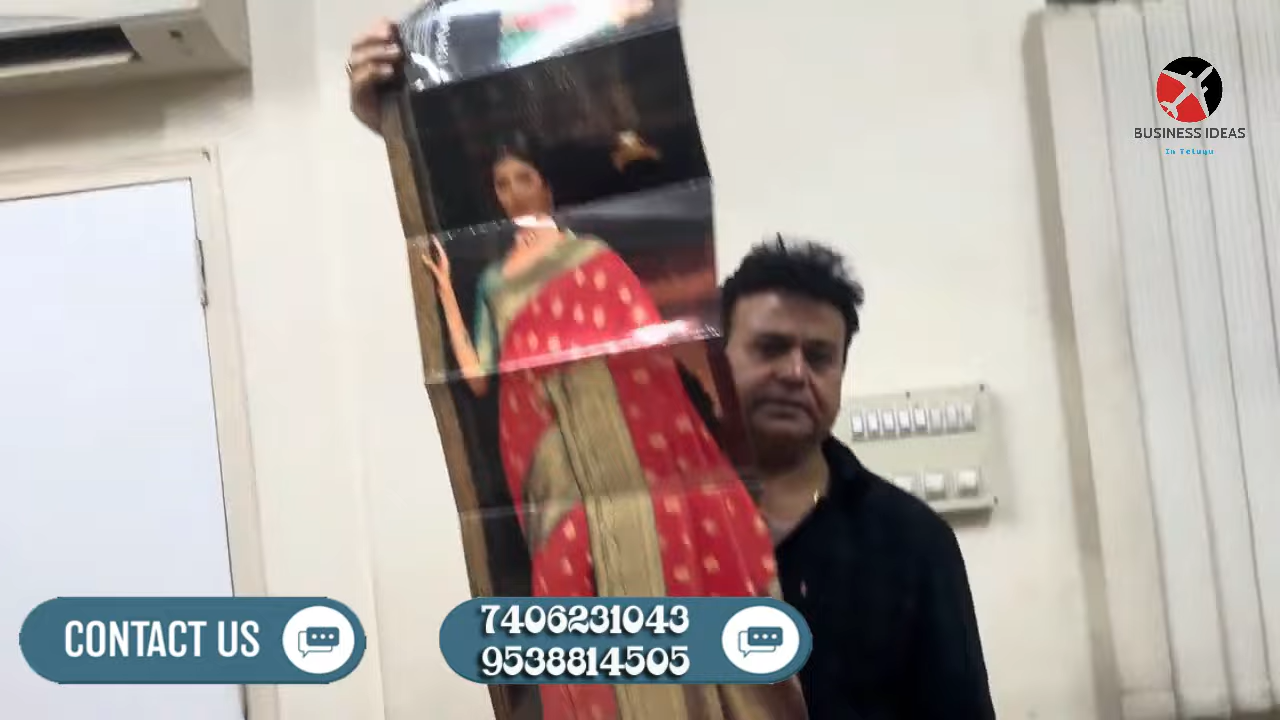 BUSINESS IDEAS
In Telugu
CONTACT US
7406231043
9538814505